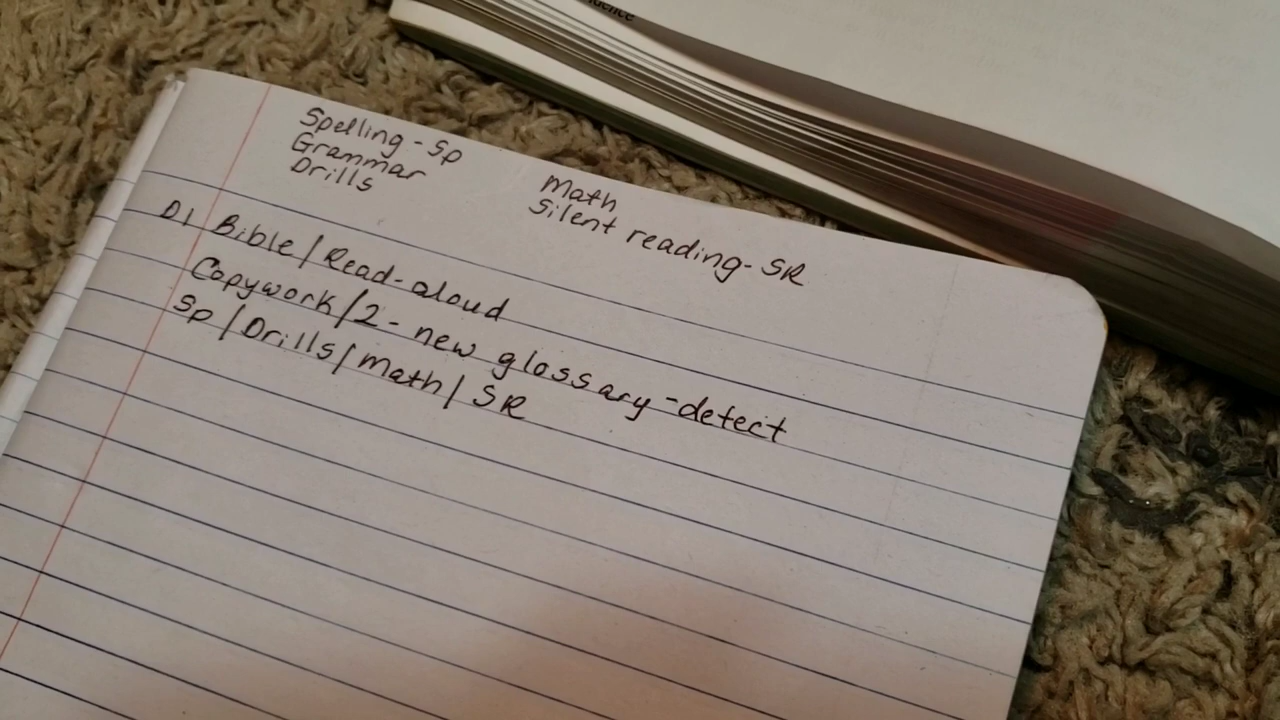 Spelling - Sp
Grammar
Drills
Math
Silent reading - SR
D1 Bible / Read-aloud
Copywork / 2 - new glossary - detect
Sp / Drills / Math / SR